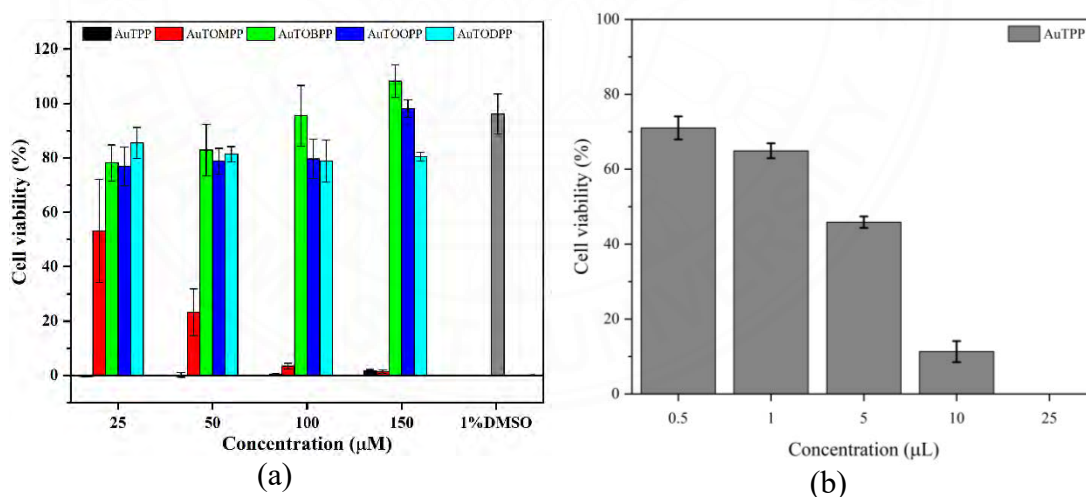 AuTPP AuTOMPP AuTOBPP AuTOOPP AuTODPP
120
100
80
60
40
20
0
Cell viability (%)
25 50 100 150 1%DMSO
Concentration (μM)
(a)
AuTPP
100
80
60
40
20
0
Cell viability (%)
0.5 1 5 10 25
Concentration (μL)
(b)